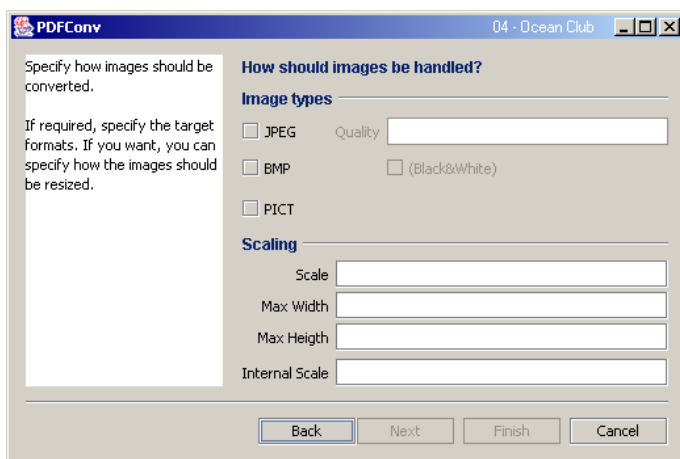 PDFConv 04 - Ocean Club
Specify how images should be
converted.
If required, specify the target
formats. If you want, you can
specify how the images should
be resized.
How should images be handled?
Image types
JPEG Quality
BMP (Black&White)
PICT
Scaling
Scale
Max Width
Max Heigth
Internal Scale
Back Next Finish Cancel